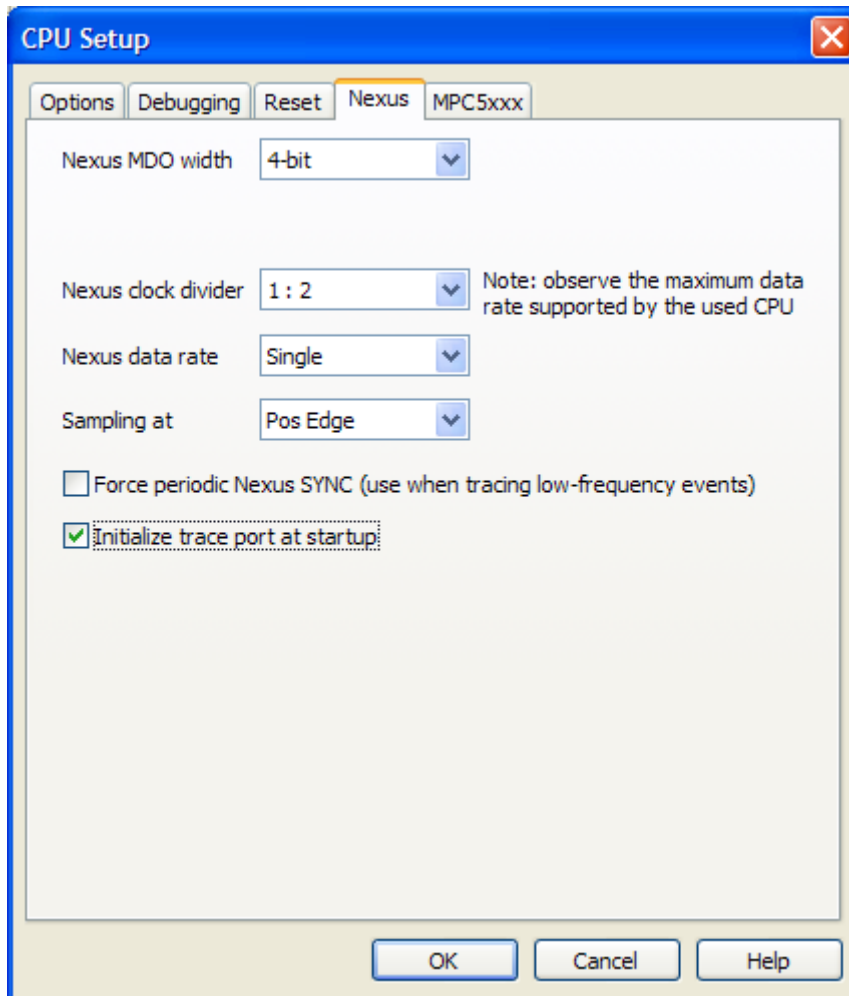 CPU Setup
Options Debugging Reset Nexus MPC5xxx
Nexus MDO width 4-bit
Nexus clock divider 1 : 2 Note: observe the maximum data
rate supported by the used CPU
Nexus data rate Single
Sampling at Pos Edge
Force periodic Nexus SYNC (use when tracing low-frequency events)
Initialize trace port at startup
OK Cancel Help